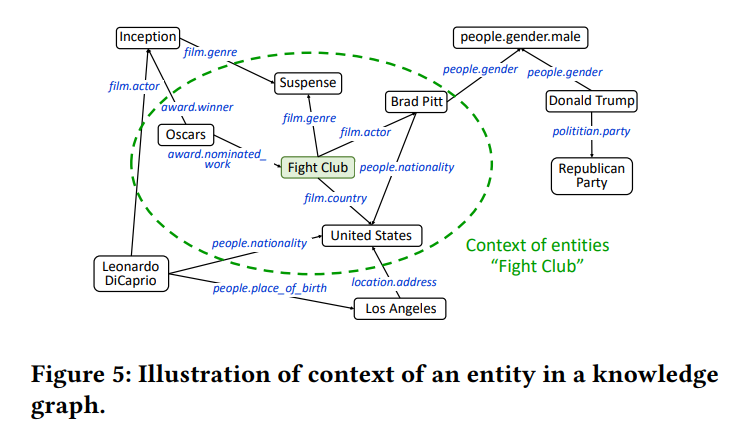 Inception
people.gender.male
film.genre
Suspense
people.gender
people.gender
film.actor
Brad Pitt
Donald Trump
award.winner
film.genre
film.actor
polititian.party
Oscars
award.nominated_
work
Fight Club
people.nationality
Republican
Party
film.country
United States
people.nationality
Context of entities
“Fight Club”
Leonardo
DiCaprio
people.place_of_birth
location.address
Los Angeles
Figure 5: Illustration of context of an entity in a knowledge
graph.